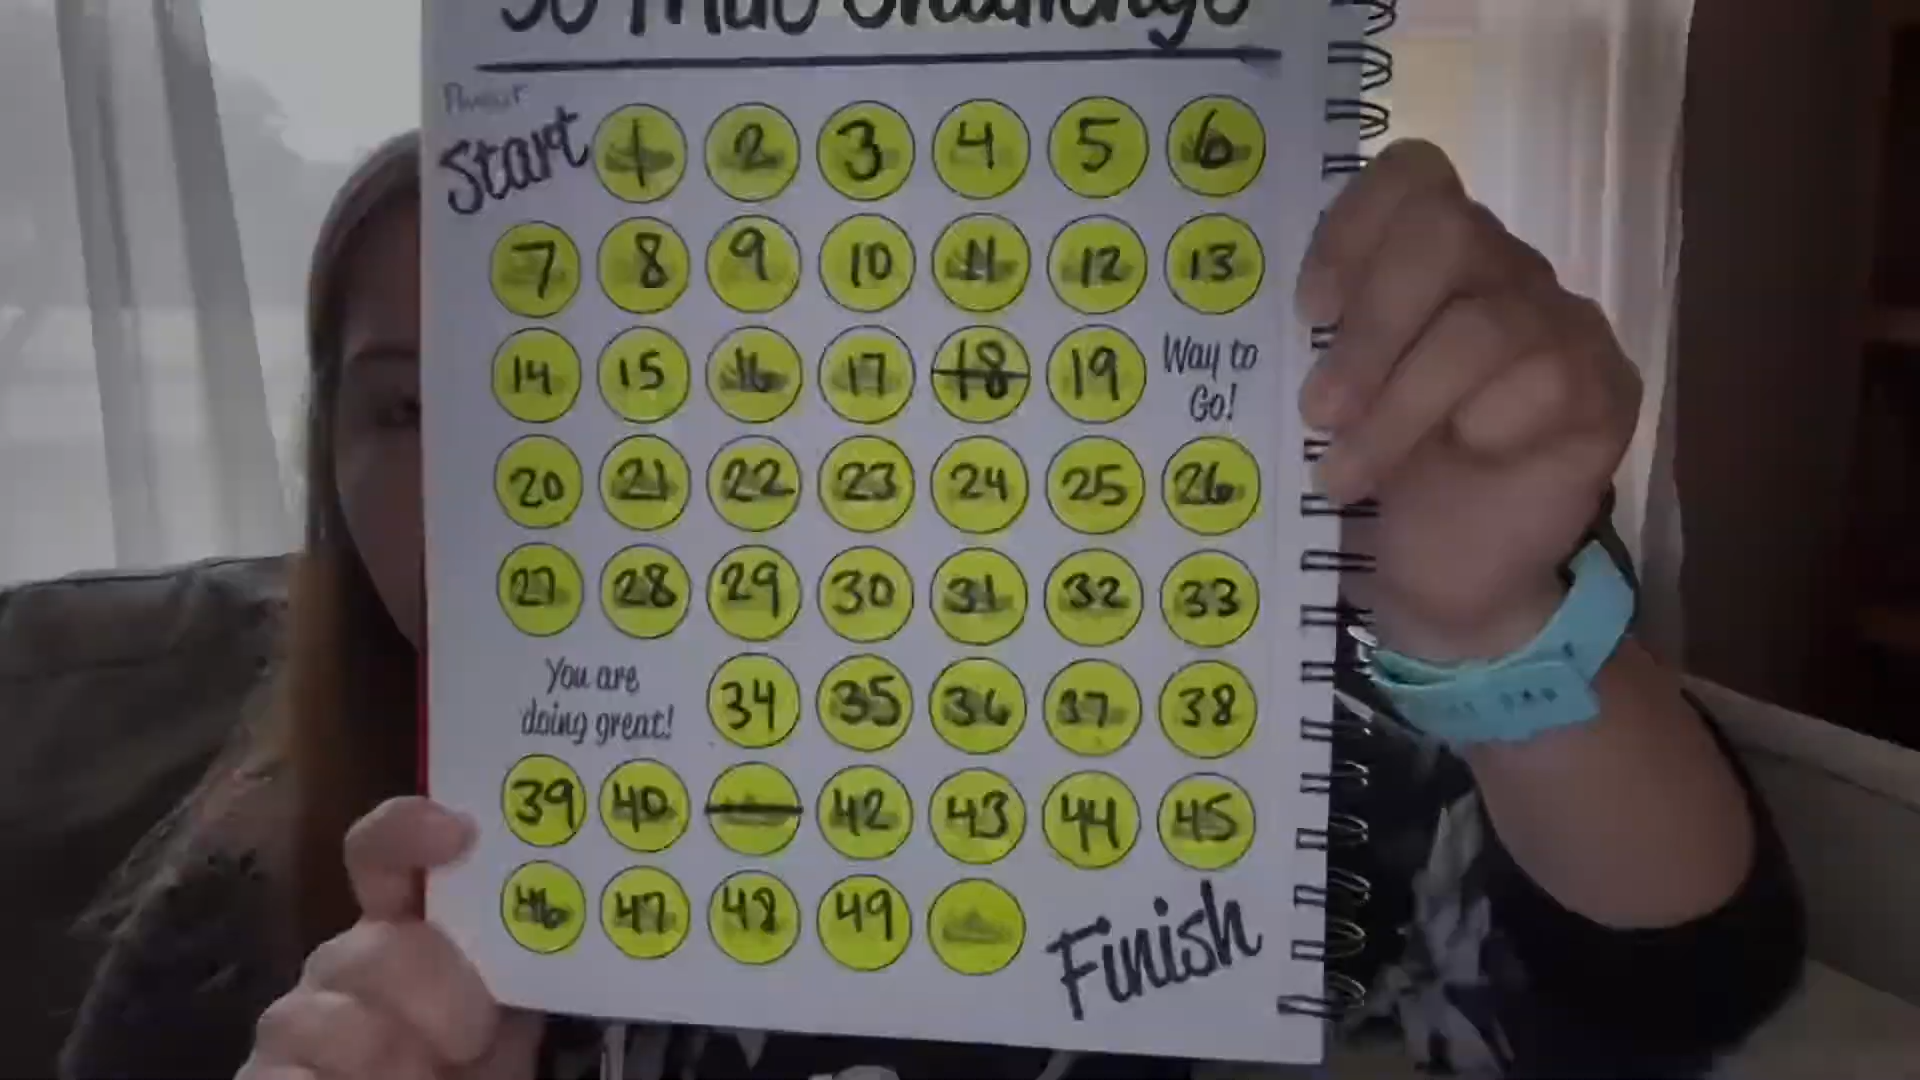 Challenge
Start 1 2 3 4 5 6
7 8 9 10 11 12 13
14 15 16 17 18 19 Way to
Go!
20 21 22 23 24 25 26
27 28 29 30 31 32 33
You are
doing great! 34 35 36 37 38
39 40 42 43 44 45
46 47 48 49
Finish